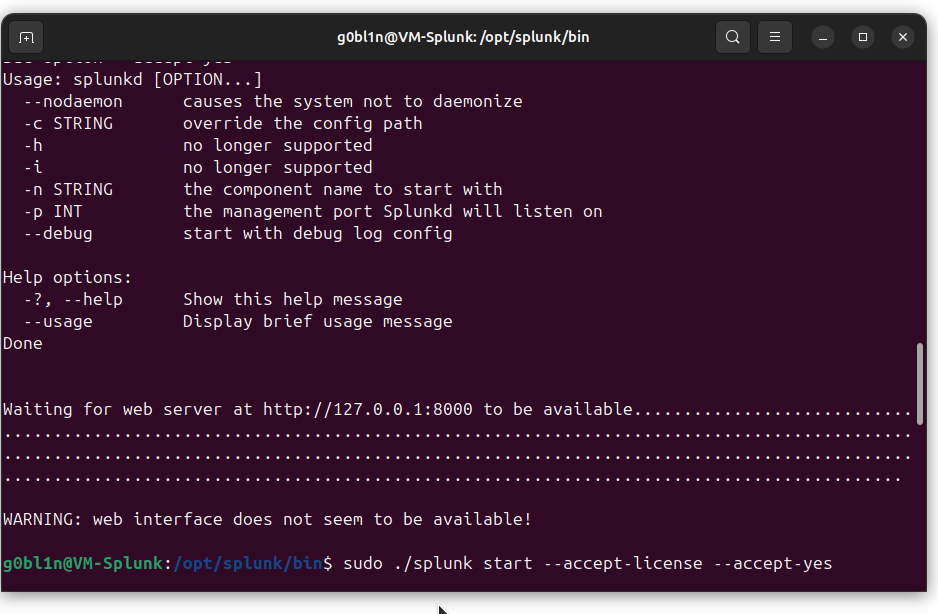 g0bl1n@VM-Splunk: /opt/splunk/bin
Usage: splunkd [OPTION...]
  --nodaemon      causes the system not to daemonize
  -c STRING       override the config path
  -h              no longer supported
  -i              no longer supported
  -n STRING       the component name to start with
  -p INT          the management port Splunkd will listen on
  --debug         start with debug log config
Help options:
  -?, --help      Show this help message
  --usage         Display brief usage message
Done
Waiting for web server at http://127.0.0.1:8000 to be available............................
...........................................................................................
...........................................................................................
..........................................................................................
WARNING: web interface does not seem to be available!
g0bl1n@VM-Splunk:/opt/splunk/bin$ sudo ./splunk start --accept-license --accept-yes